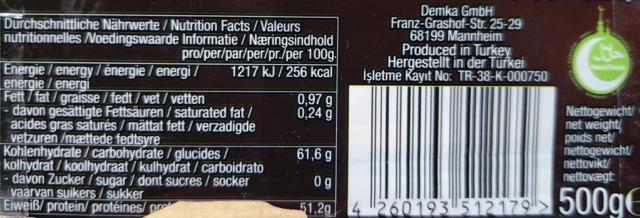 Durchschnittliche Nährwerte / Nutrition Facts / Valeurs
nutritionnelles /Voedingswaarde Informatie / Næringsindhold
pro/per/par/per/pr./per 100g
Energie / energy / énergie / energi / 1217 kJ / 256 kcal
energie / energi
Fett / fat / graisse / fedt / vet / vetten 0,97 g
- davon gesättigte Fettsäuren / saturated fat / 0,24 g
acides gras saturés / mättat fett / verzadigde
vetzuren /mættede fedtsyre
Kohlenhydrate / carbohydrate / glucides / 61,6 g
kolhydrat / koolhydraat / kulhydrat / carboidrato
- davon Zucker / sugar / dont sucres / socker 0 g
vaarvan suikers / sukker
Eiweiß/ protein/ protéines/ 51,2g
Demka GmbH
Franz-Grashof-Str. 25-29
68199 Mannheim
Produced in Turkey
Hergestellt in der Türkei
İşletme Kayıt No: TR-38-K-000750
4 260193 512179 >
حلال
Nettogewicht/
net weight/
poids net/
nettogewicht/
nettovikt/
nettovægt:
500g